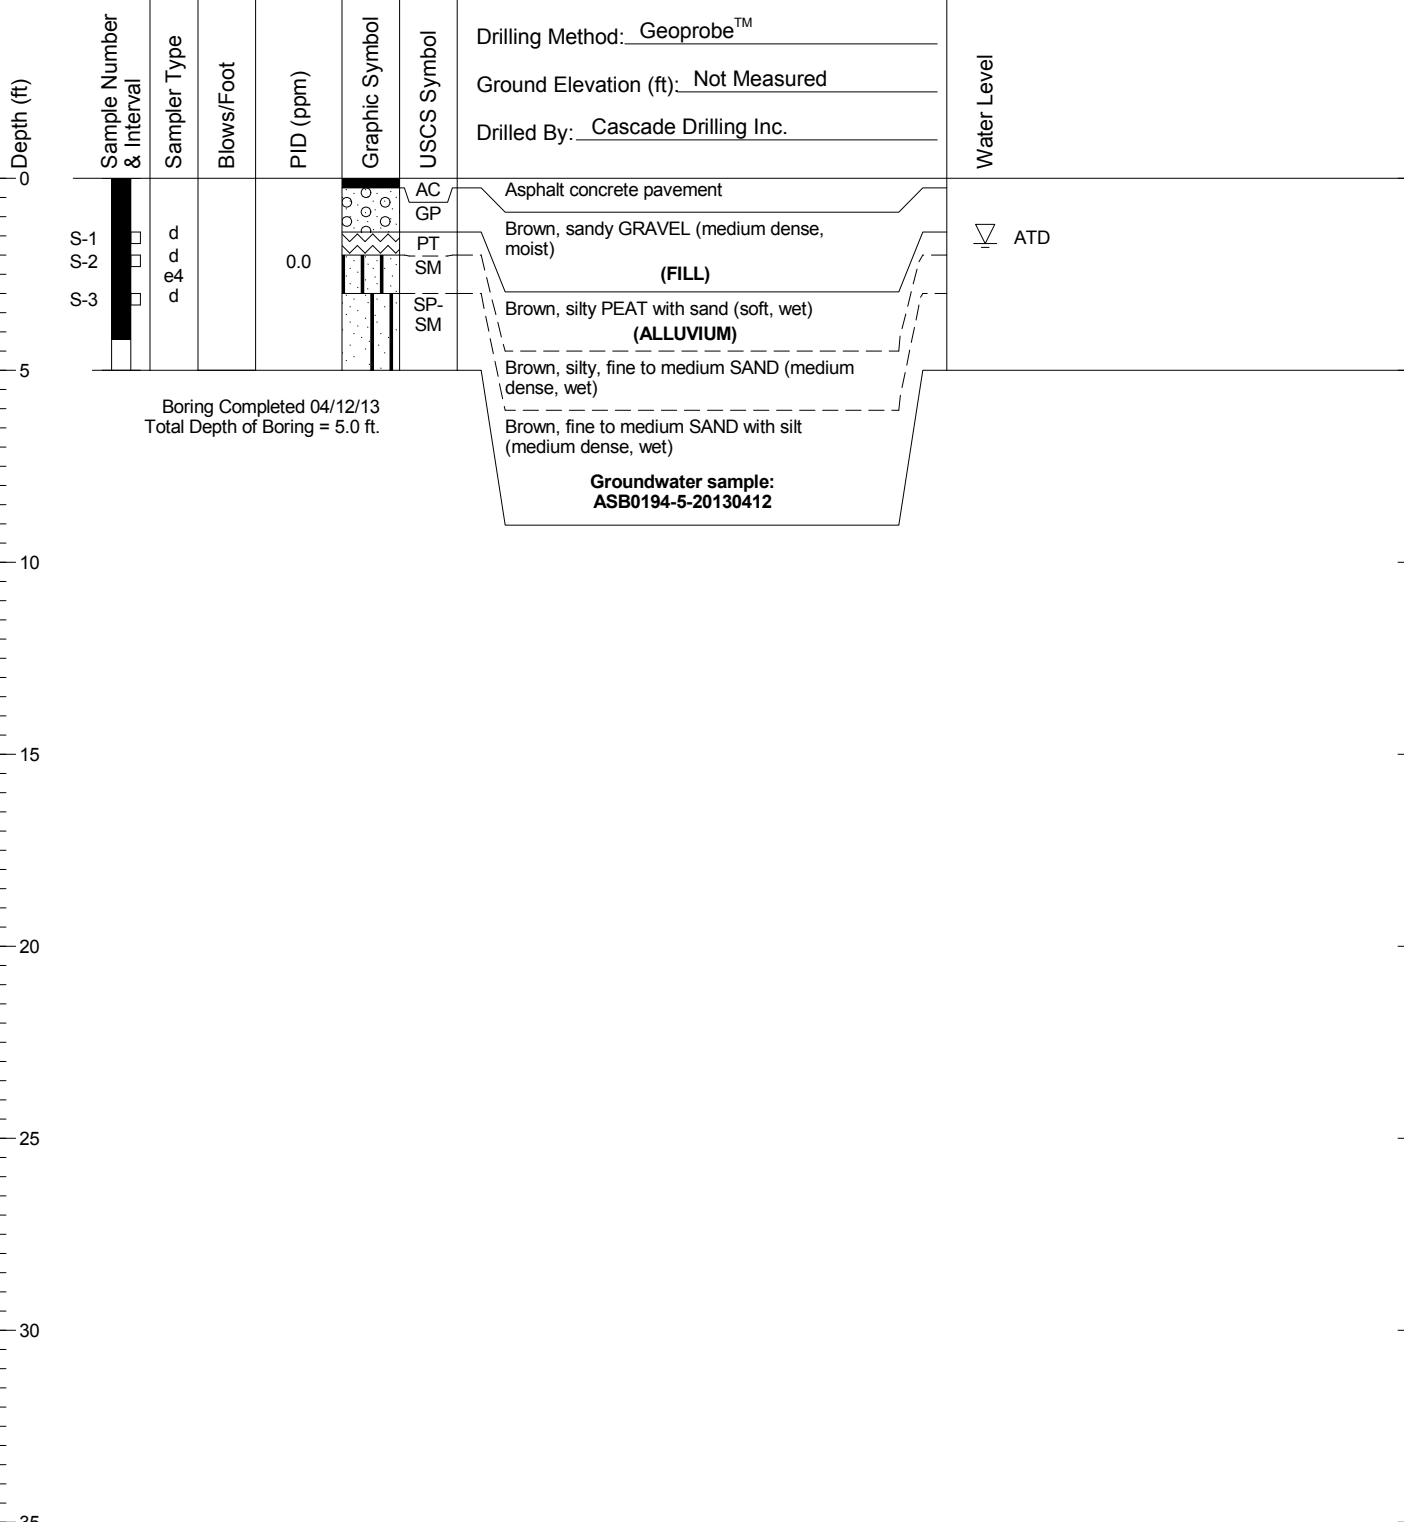 Depth (ft)
Sample Number
& Interval
Sampler Type
Blows/Foot
PID (ppm)
Graphic Symbol
USCS Symbol
Drilling Method: Geoprobe™
Ground Elevation (ft): Not Measured
Drilled By: Cascade Drilling Inc.
Water Level
0
AC
Asphalt concrete pavement
GP
Brown, sandy GRAVEL (medium dense,
moist)
(FILL)
S-1
d
PT
ATD
S-2
d
0.0
SM
e4
S-3
d
SP-
SM
Brown, silty PEAT with sand (soft, wet)
(ALLUVIUM)
Brown, silty, fine to medium SAND (medium
dense, wet)
5
Boring Completed 04/12/13
Total Depth of Boring = 5.0 ft.
Brown, fine to medium SAND with silt
(medium dense, wet)
Groundwater sample:
ASB0194-5-20130412
10
15
20
25
30
35